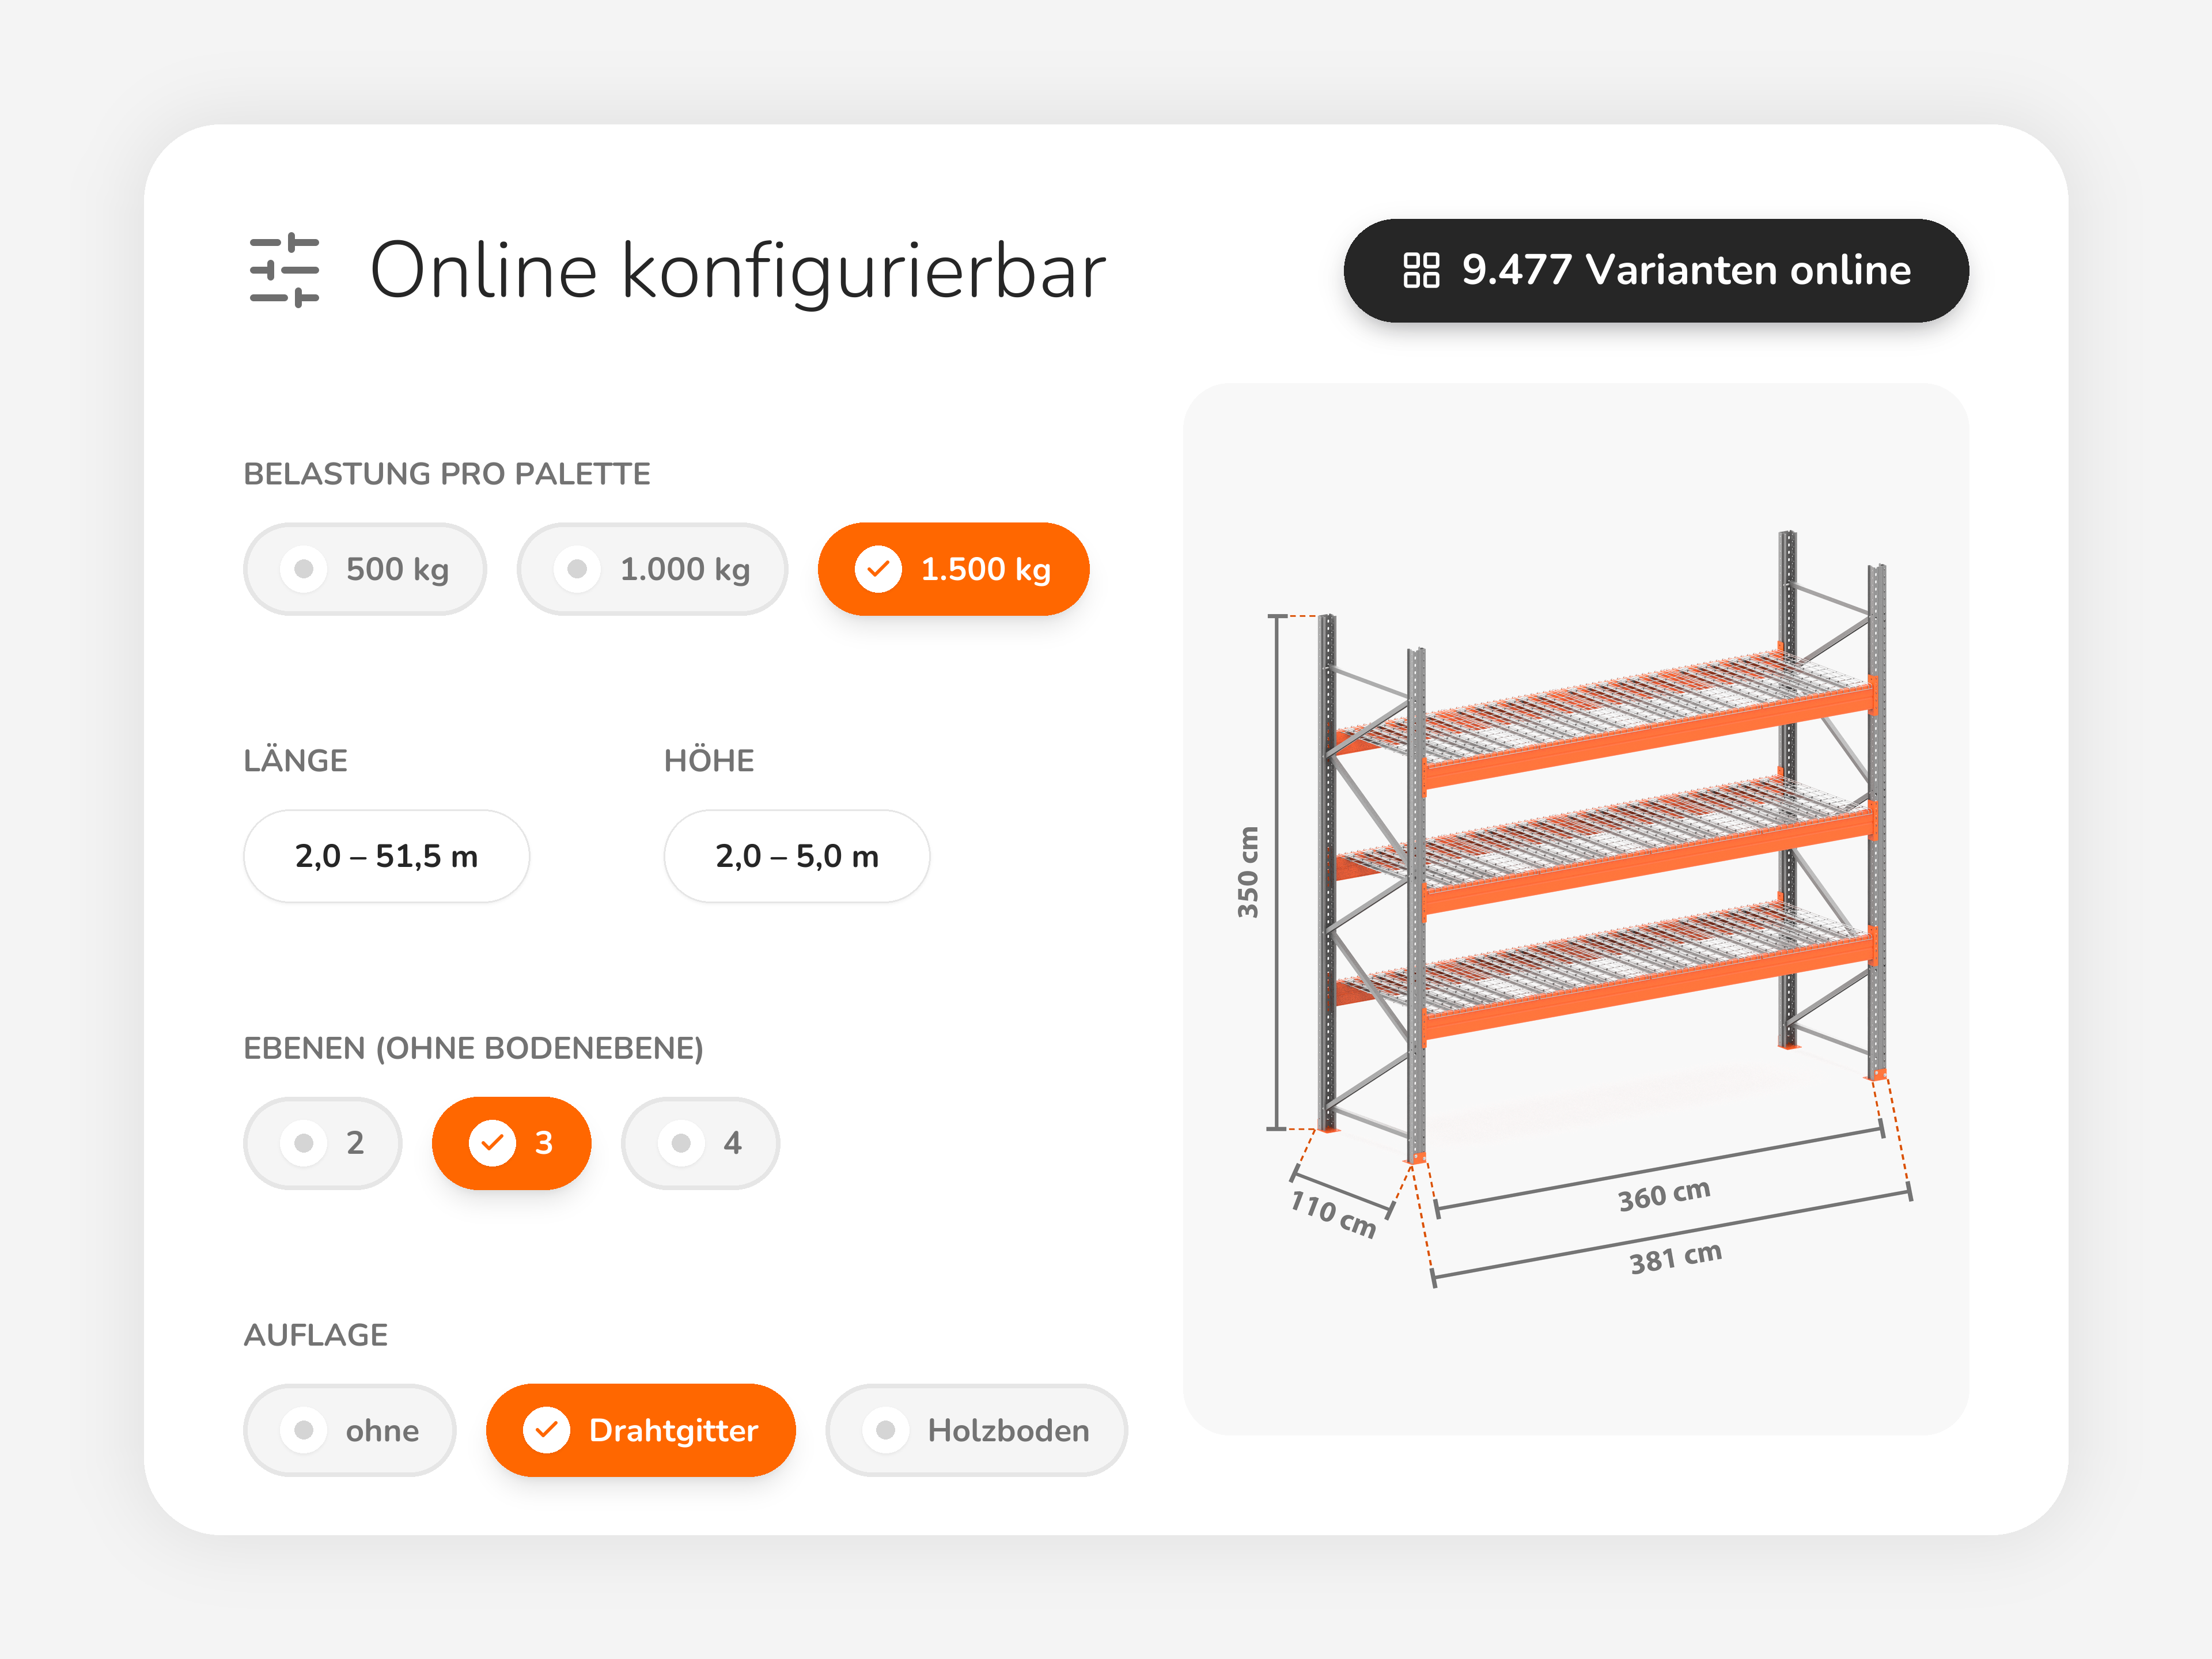 Online konfigurierbar
9.477 Varianten online
BELASTUNG PRO PALETTE
500 kg
1.000 kg
1.500 kg
LÄNGE
HÖHE
2,0 – 51,5 m
2,0 – 5,0 m
EBENEN (OHNE BODENEBENE)
2
3
4
AUFLAGE
ohne
Drahtgitter
Holzboden
350 cm
110 cm
360 cm
381 cm